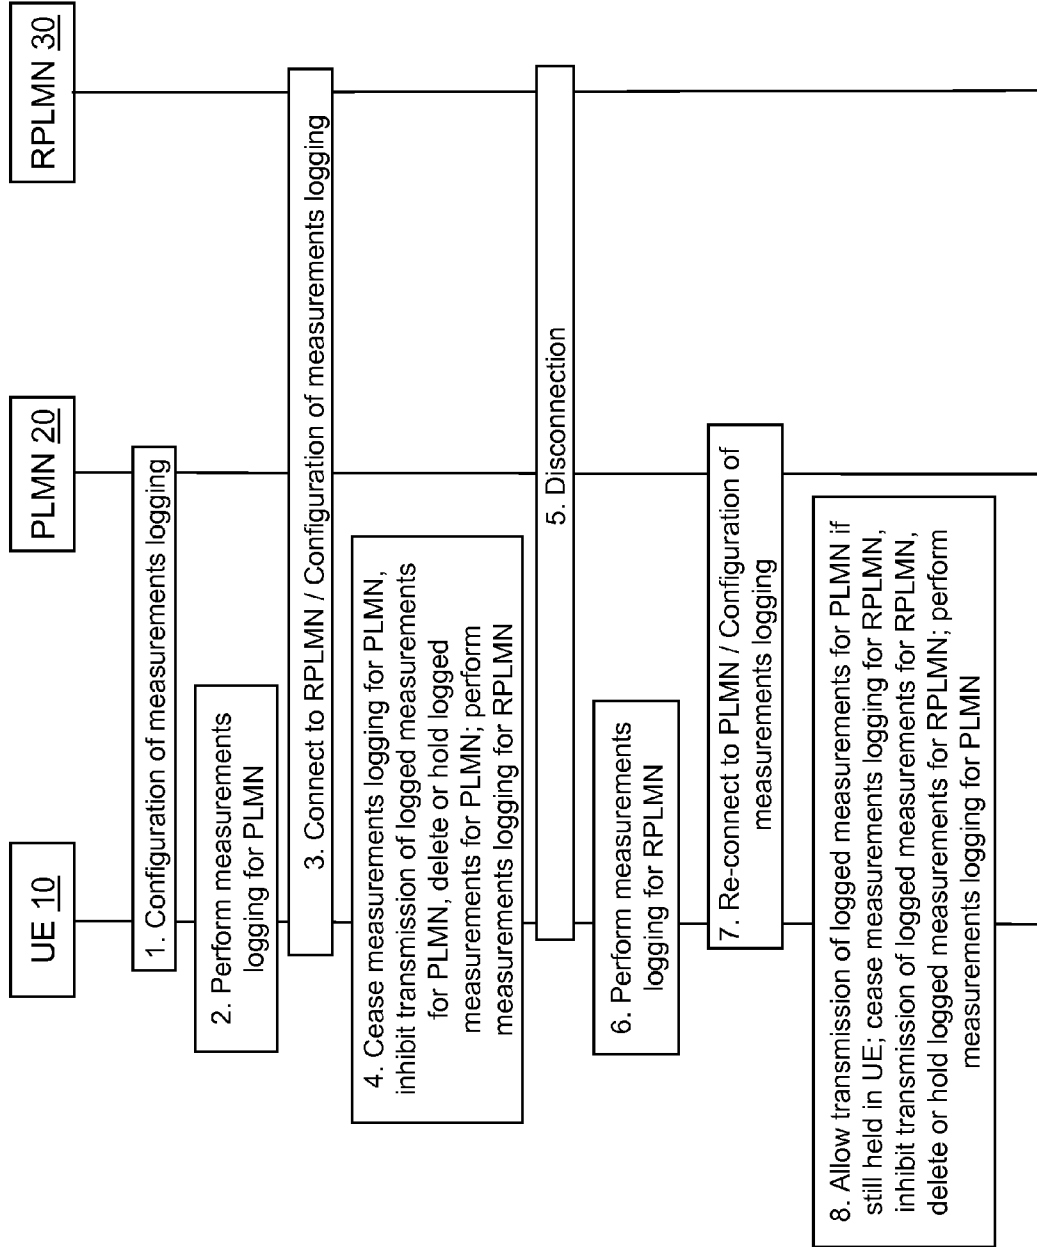 UE 10
PLMN 20
RPLMN 30
1. Configuration of measurements logging
2. Perform measurements
logging for PLMN
3. Connect to RPLMN / Configuration of measurements logging
4. Cease measurements logging for PLMN,
inhibit transmission of logged measurements
for PLMN, delete or hold logged
measurements for PLMN; perform
measurements logging for RPLMN
5. Disconnection
6. Perform measurements
logging for RPLMN
7. Re-connect to PLMN / Configuration of
measurements logging
8. Allow transmission of logged measurements for PLMN if
still held in UE; cease measurements logging for RPLMN,
inhibit transmission of logged measurements for RPLMN,
delete or hold logged measurements for RPLMN; perform
measurements logging for PLMN